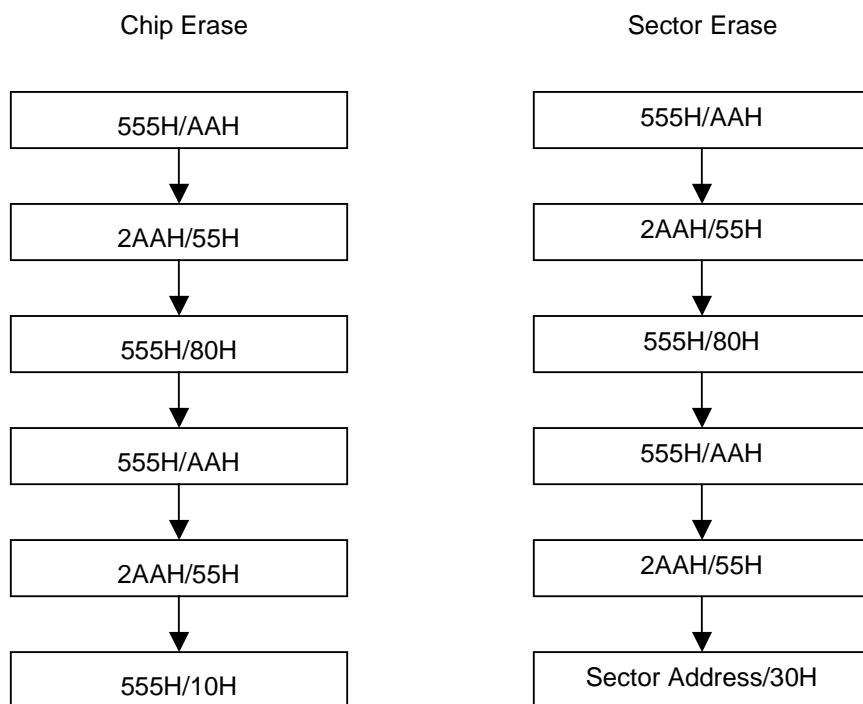 Chip Erase
555H/AAH
2AAH/55H
555H/80H
555H/AAH
2AAH/55H
555H/10H
Sector Erase
555H/AAH
2AAH/55H
555H/80H
555H/AAH
2AAH/55H
Sector Address/30H